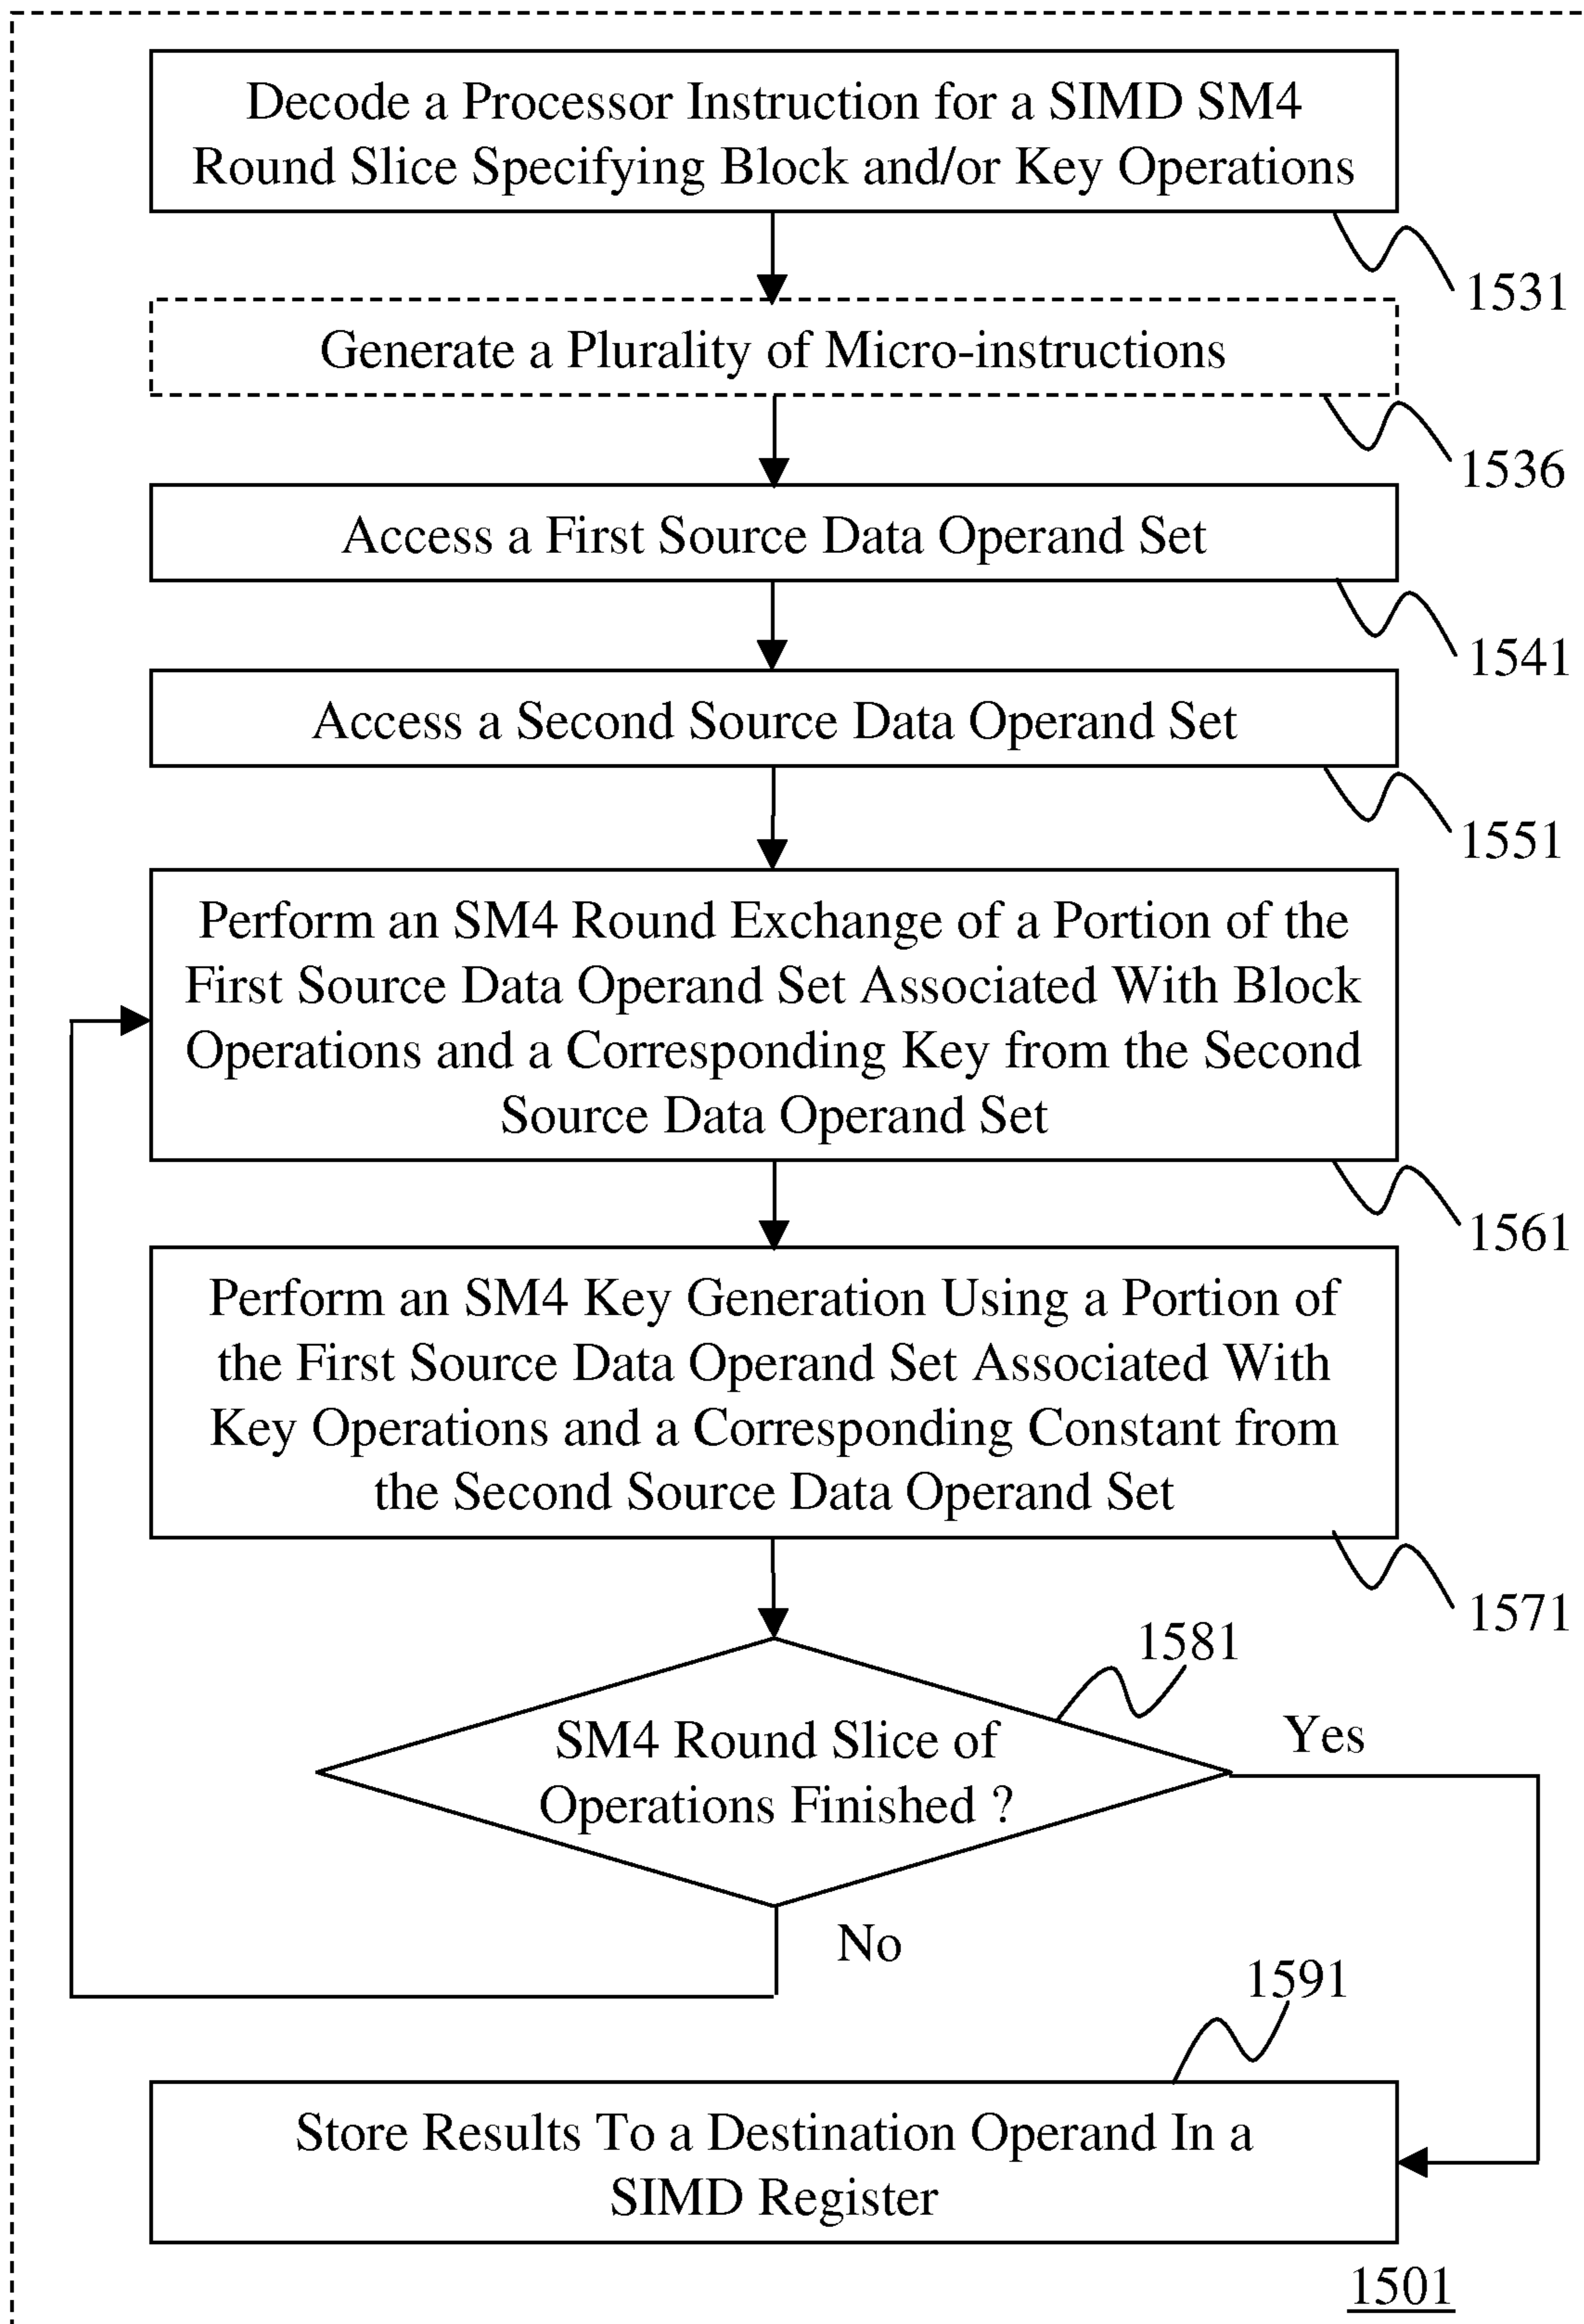 Decode a Processor Instruction for a SIMD SM4
Round Slice Specifying Block and/or Key Operations
1531
Generate a Plurality of Micro-instructions
1536
Access a First Source Data Operand Set
1541
Access a Second Source Data Operand Set
1551
Perform an SM4 Round Exchange of a Portion of the
First Source Data Operand Set Associated With Block
Operations and a Corresponding Key from the Second
Source Data Operand Set
1561
Perform an SM4 Key Generation Using a Portion of
the First Source Data Operand Set Associated With
Key Operations and a Corresponding Constant from
the Second Source Data Operand Set
1571
1581
SM4 Round Slice of
Operations Finished ?
Yes
No
1591
Store Results To a Destination Operand In a
SIMD Register
1501